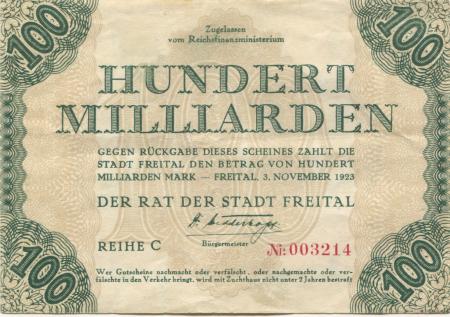 100
100
Zugelassen
vom Reichsfinanzministerium
HUNDERT
MILLIARDEN
GEGEN RÜCKGABE DIESES SCHEINES ZAHLT DIE
STADT FREITAL DEN BETRAG VON HUNDERT
MILLIARDEN MARK — FREITAL, 3. NOVEMBER 1923
DER RAT DER STADT FREITAL
REIHE C
Bürgermeister
№:003214
Wer Gutscheine nachmacht oder verfälscht, oder nachgemachte oder ver-
fälschte in den Verkehr bringt, wird mit Zuchthaus nicht unter 2 Jahren bestraft
100
100